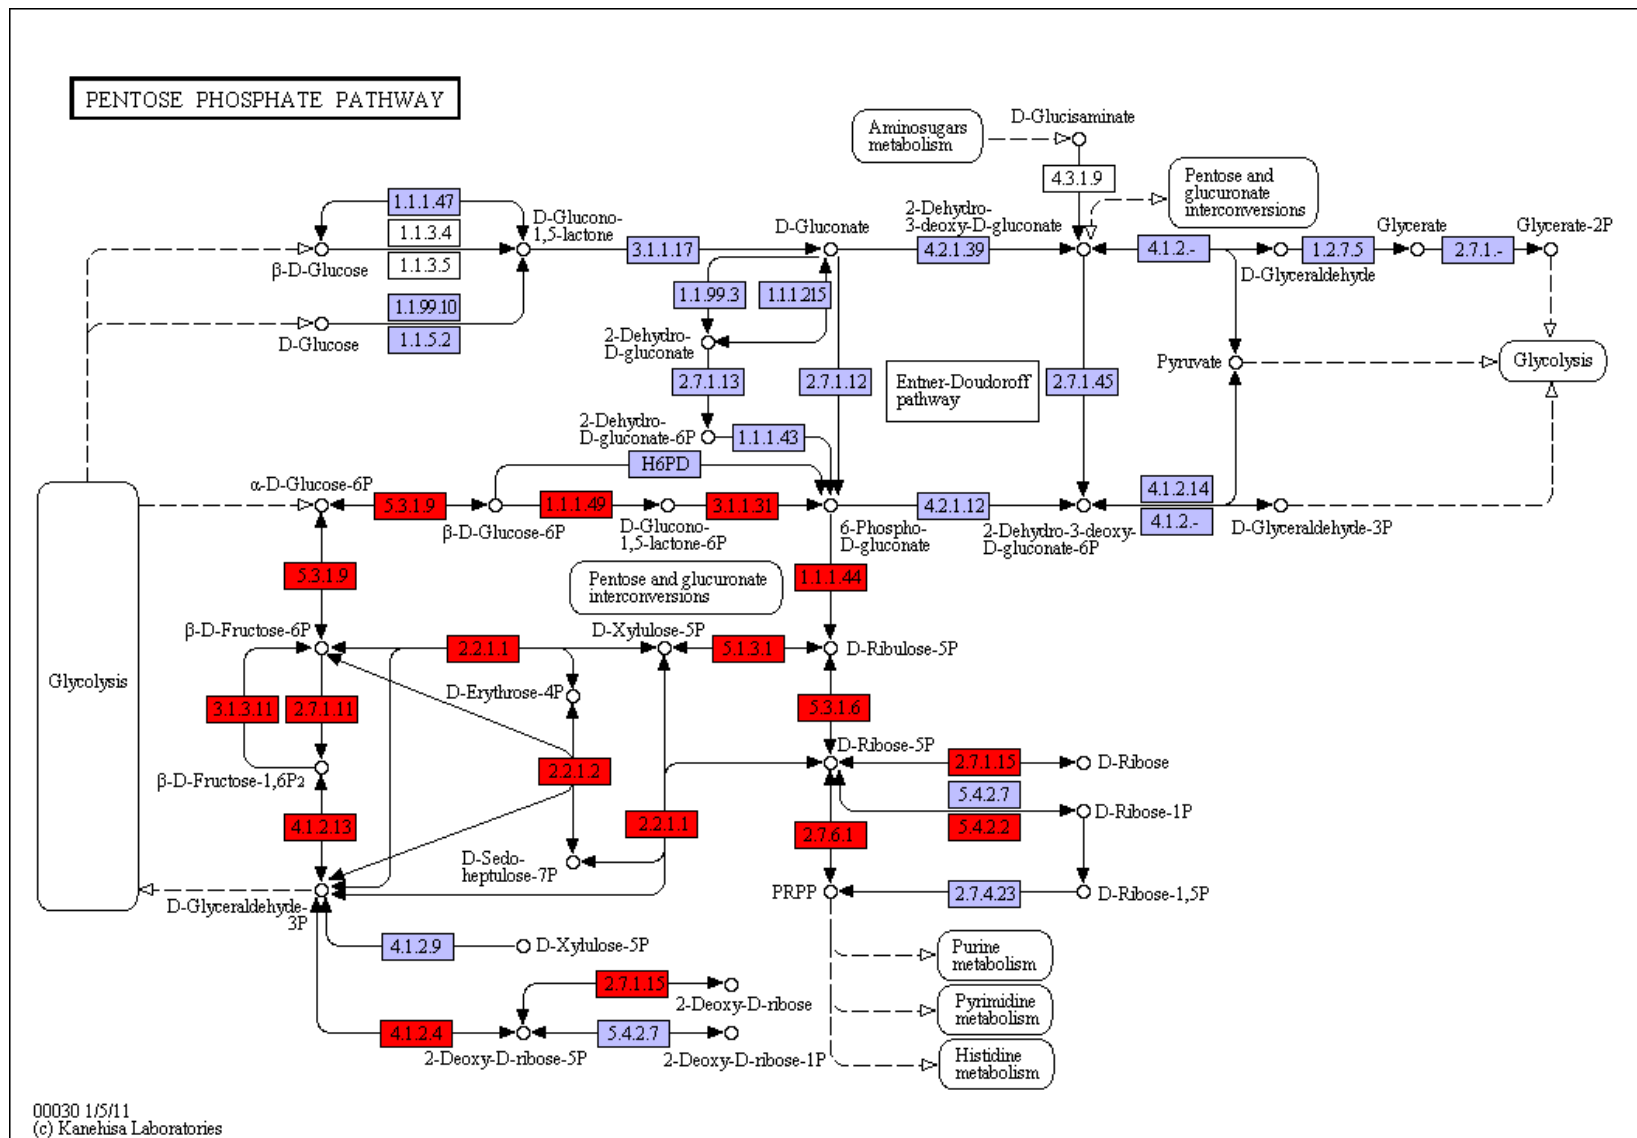 PENTOSE PHOSPHATE PATHWAY
D-Glucisaminate
Aminosugars
metabolism
4.3.1.9
Pentose and
glucuronate
interconversions
1.1.1.47
1.1.3.4
1.1.3.5
β-D-Glucose
D-Glucono-
1,5-lactone
3.1.1.17
D-Gluconate
2-Dehydro-
3-deoxy-D-gluconate
4.2.1.39
4.1.2.-
D-Glyceraldehyde
1.2.7.5
Glycerate
2.7.1.-
Glycerate-2P
1.1.99.10
1.1.5.2
D-Glucose
1.1.99.3
1.1.1.215
2-Dehydro-
D-gluconate
2.7.1.13
2.7.1.12
Entner-Doudoroff
pathway
2.7.1.45
Pyruvate
Glycolysis
2-Dehydro-
D-gluconate-6P
1.1.1.43
H6PD
α-D-Glucose-6P
5.3.1.9
β-D-Glucose-6P
1.1.1.49
D-Glucono-
1,5-lactone-6P
3.1.1.31
6-Phospho-
D-gluconate
4.2.1.12
2-Dehydro-3-deoxy-
D-gluconate-6P
4.1.2.14
4.1.2.-
D-Glyceraldehyde-3P
5.3.1.9
Pentose and glucuronate
interconversions
1.1.1.44
β-D-Fructose-6P
2.2.1.1
D-Xylulose-5P
5.1.3.1
D-Ribulose-5P
Glycolysis
3.1.3.11
2.7.1.11
D-Erythrose-4P
5.3.1.6
β-D-Fructose-1,6P2
2.2.1.2
D-Ribose-5P
2.7.1.15
D-Ribose
5.4.2.7
5.4.2.2
D-Ribose-1P
4.1.2.13
2.2.1.1
2.7.6.1
D-Sedo-
heptulose-7P
D-Glyceraldehyde-
3P
PRPP
2.7.4.23
D-Ribose-1,5P
4.1.2.9
D-Xylulose-5P
Purine
metabolism
2.7.1.15
2-Deoxy-D-ribose
Pyrimidine
metabolism
4.1.2.4
2-Deoxy-D-ribose-5P
5.4.2.7
2-Deoxy-D-ribose-1P
Histidine
metabolism
00030 1/5/11
(c) Kanehisa Laboratories